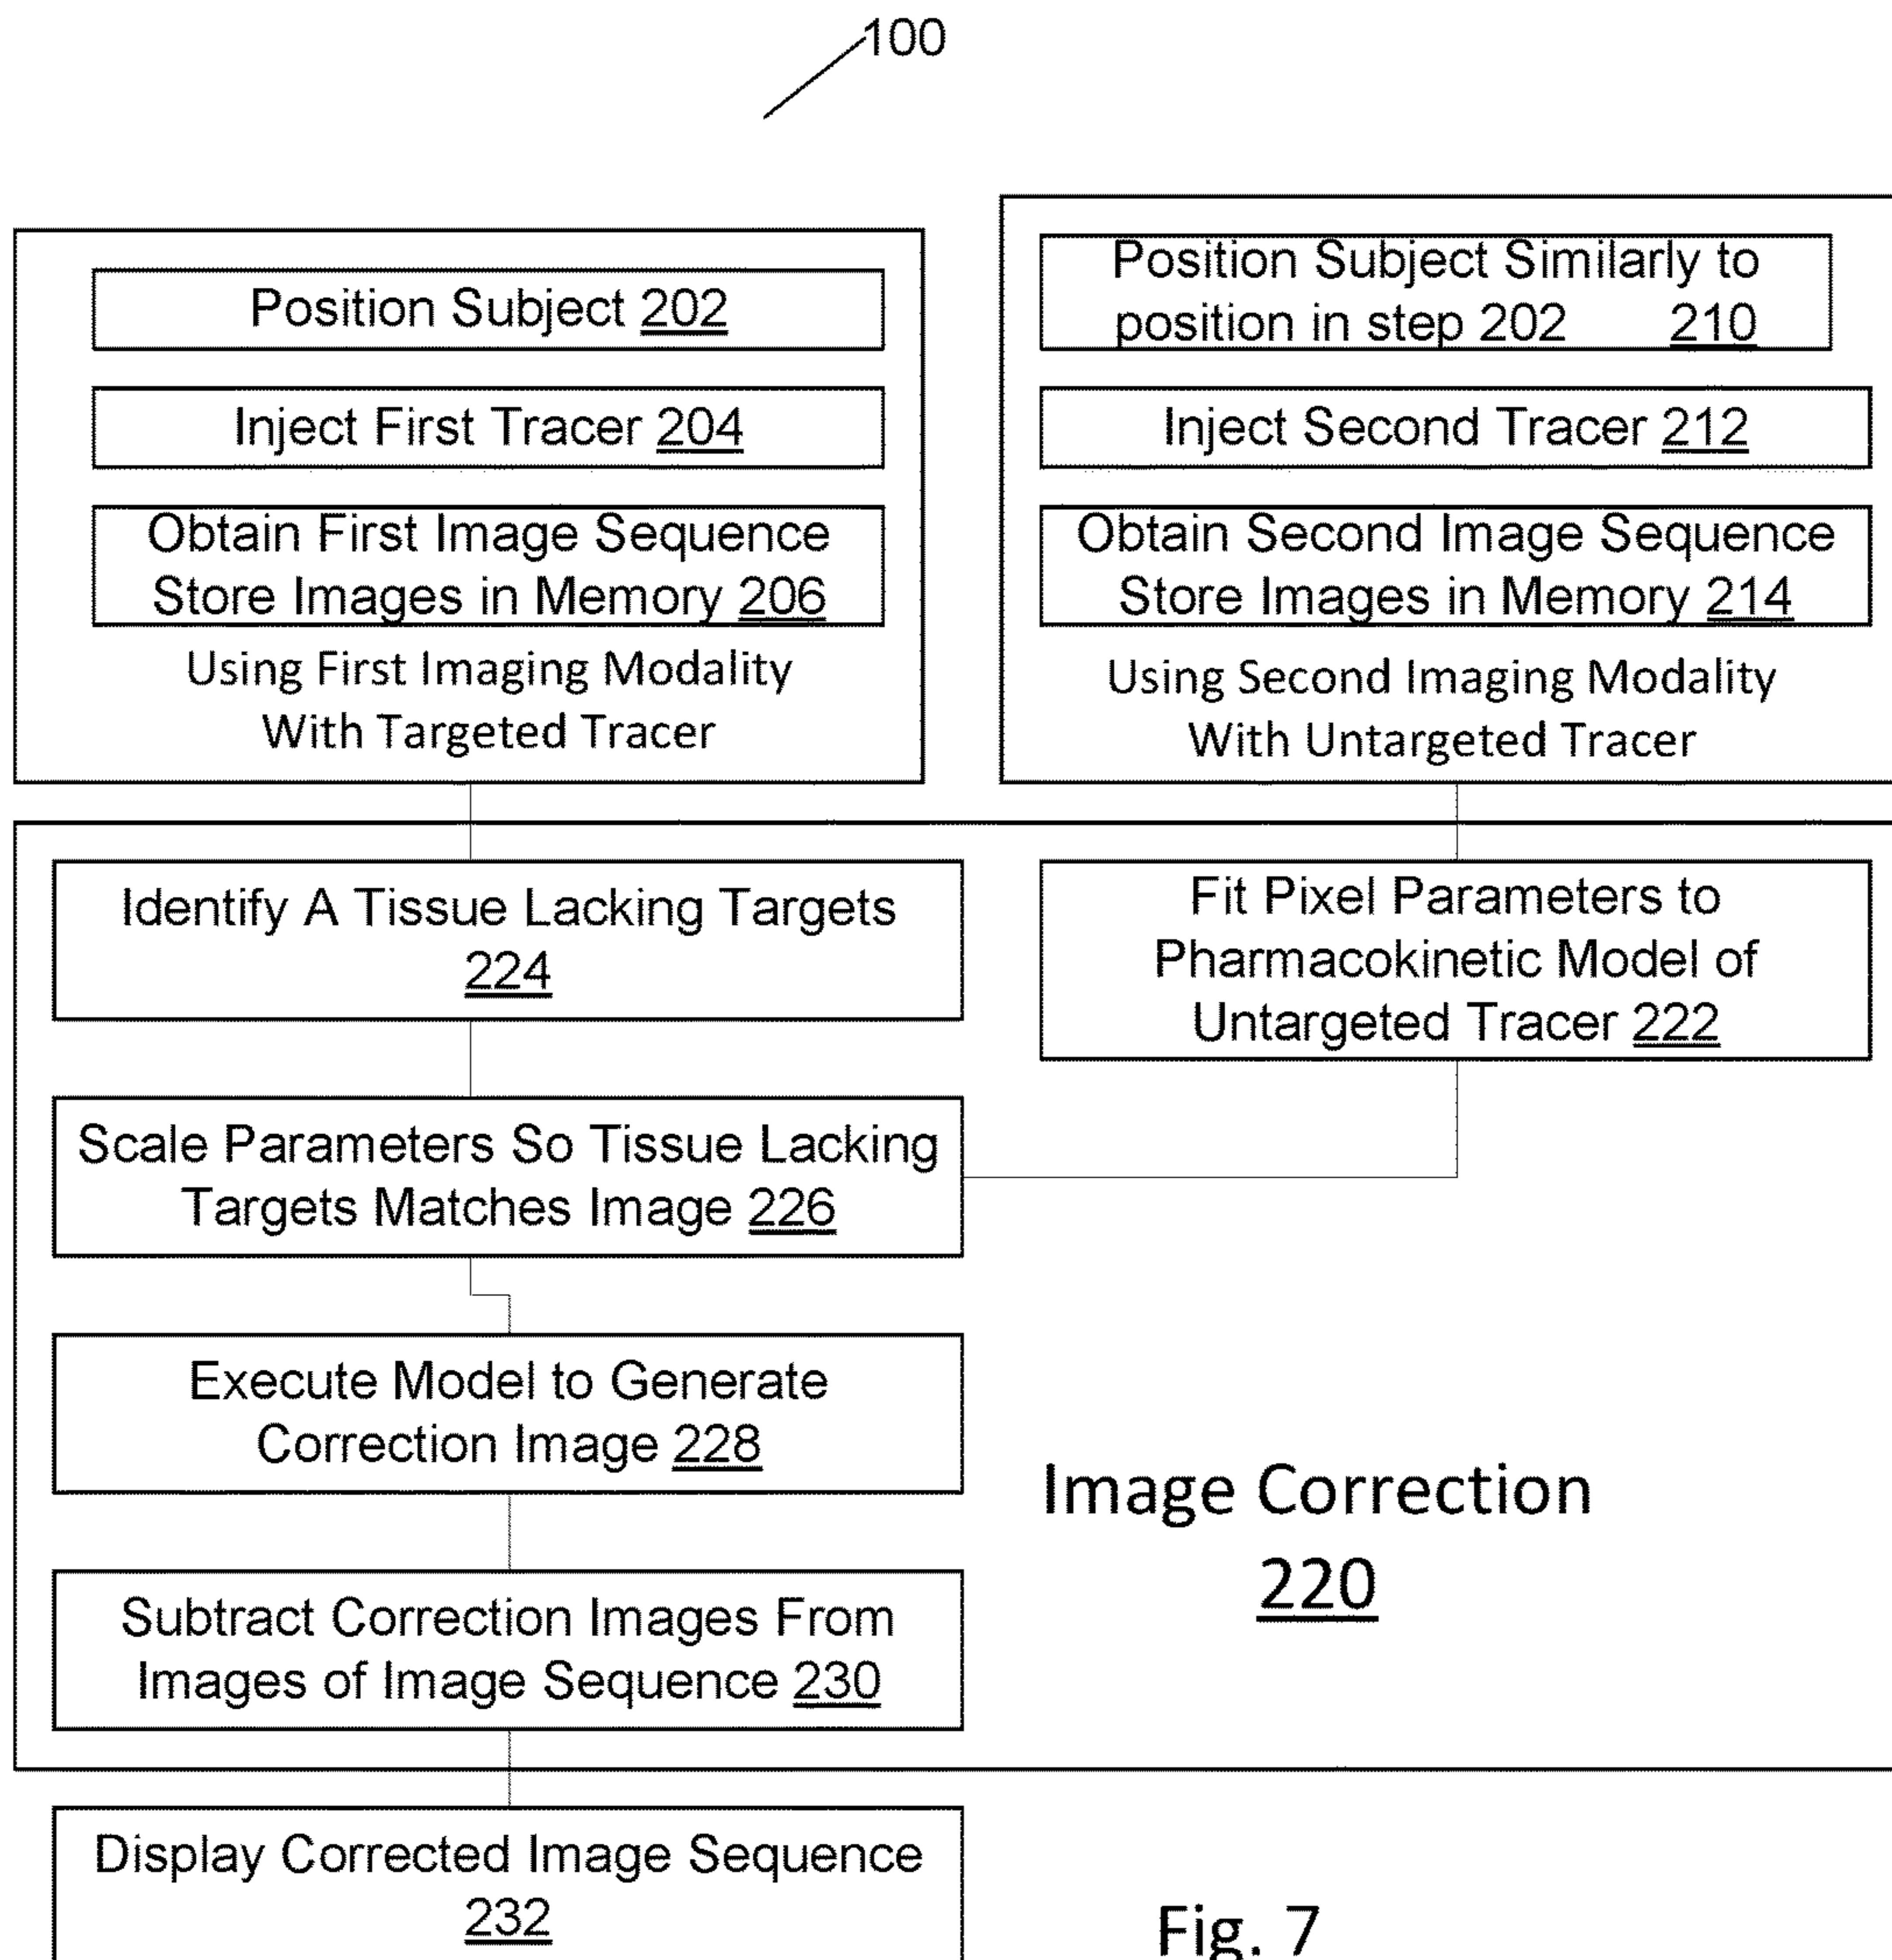 100
Position Subject 202
Inject First Tracer 204
Obtain First Image Sequence
Store Images in Memory 206
Using First Imaging Modality
With Targeted Tracer
Position Subject Similarly to
position in step 202 210
Inject Second Tracer 212
Obtain Second Image Sequence
Store Images in Memory 214
Using Second Imaging Modality
With Untargeted Tracer
Identify A Tissue Lacking Targets
224
Fit Pixel Parameters to
Pharmacokinetic Model of
Untargeted Tracer 222
Scale Parameters So Tissue Lacking
Targets Matches Image 226
Execute Model to Generate
Correction Image 228
Image Correction
220
Subtract Correction Images From
Images of Image Sequence 230
Display Corrected Image Sequence
232
Fig. 7